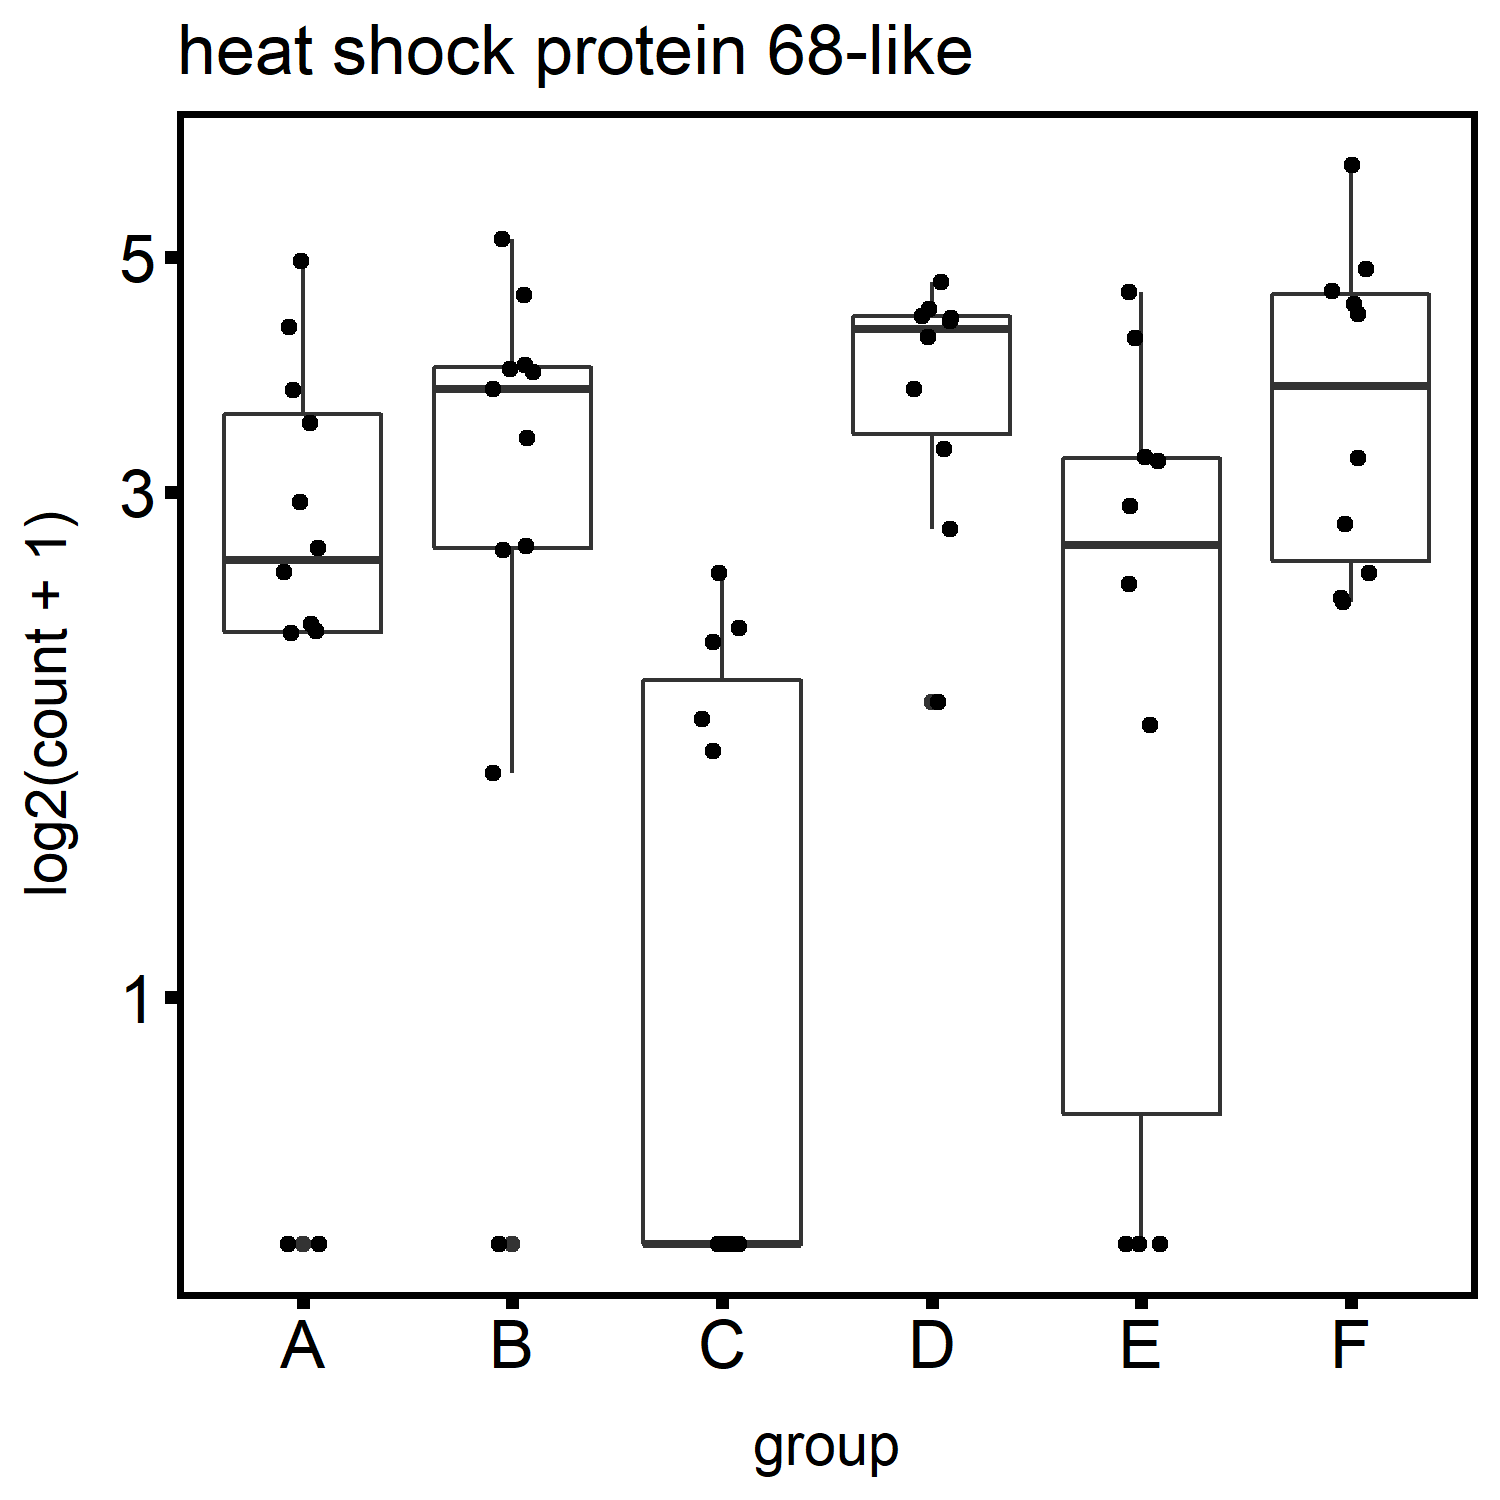 heat shock protein 68-like
log2(count + 1)
5
3
1
A B C D E F
group